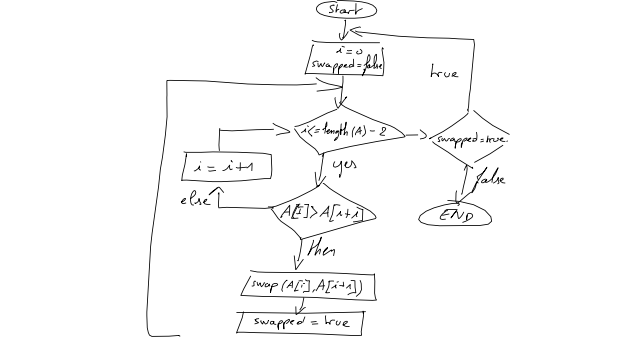 Start
i=0
swapped=false
true
i<=length(A)-2
swapped=true
i = i+1
yes
false
else
A[i]>A[i+i]
END
then
swap (A[i],A[i+1])
swapped = true